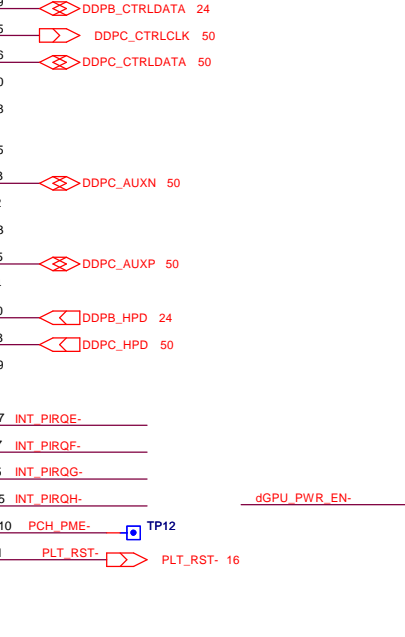 DDPB_CTRLDATA 24
DDPC_CTRLCLK 50
DDPC_CTRLDATA 50
DDPC_AUXN 50
DDPC_AUXP 50
DDPB_HPD 24
DDPC_HPD 50
INT_PIRQE-
INT_PIRQF-
INT_PIRQG-
INT_PIRQH-
dGPU_PWR_EN-
10 PCH_PME- TP12
PLT_RST- PLT_RST- 16